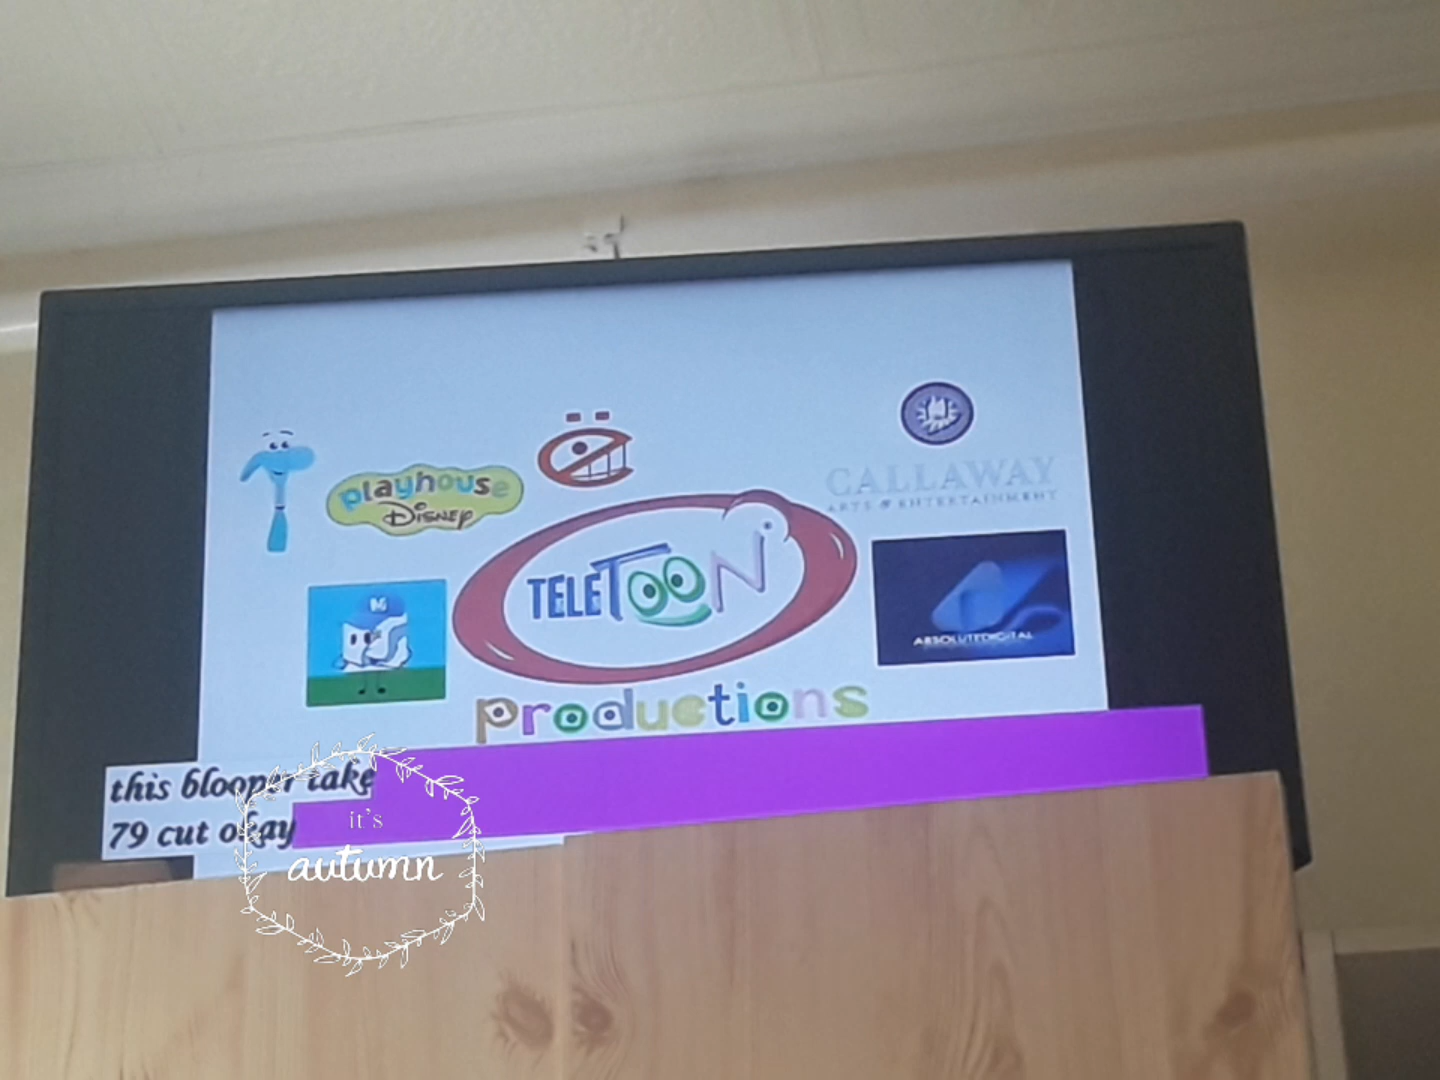 playhouse
Disney
CALLAWAY
ARTS & ENTERTAINMENT
TELETOON
M
ABSOLUTEDIGITAL
productions
this blooper take
79 cut okay
it's
autumn